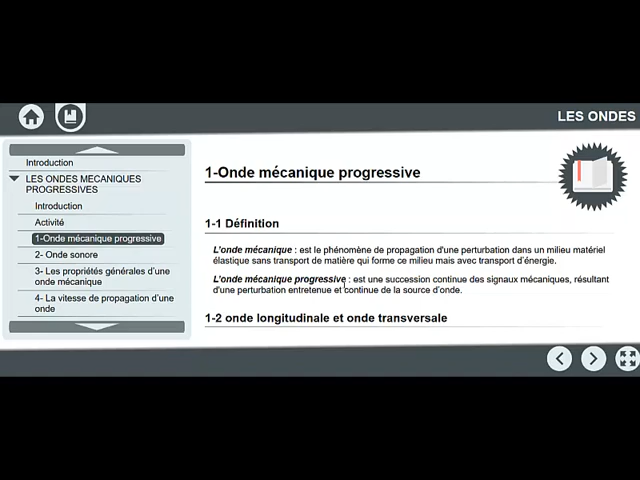 LES ONDES
Introduction
LES ONDES MECANIQUES
PROGRESSIVES
Introduction
Activité
1-Onde mécanique progressive
2- Onde sonore
3- Les propriétés générales d'une
onde mécanique
4- La vitesse de propagation d'une
onde
1-Onde mécanique progressive
1-1 Définition
L'onde mécanique : est le phénomène de propagation d'une perturbation dans un milieu matériel
élastique sans transport de matière qui forme ce milieu mais avec transport d'énergie.
L'onde mécanique progressive : est une succession continue des signaux mécaniques, résultant
d'une perturbation entretenue et continue de la source d'onde.
1-2 onde longitudinale et onde transversale